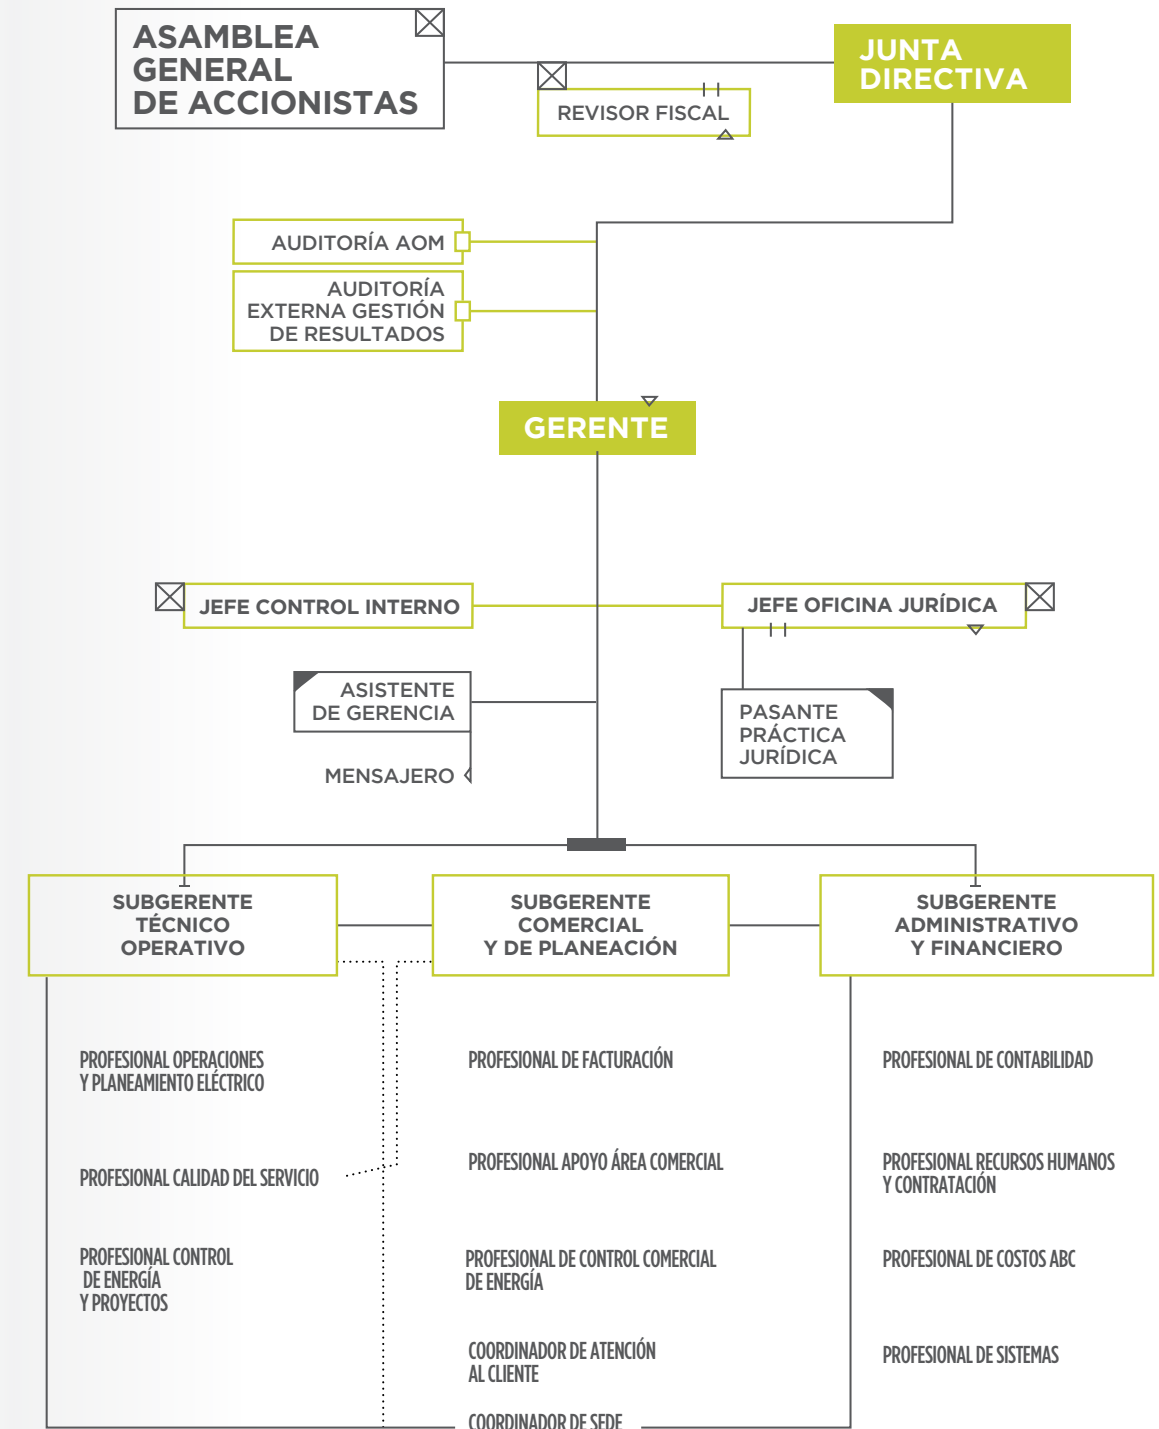 ASAMBLEA
GENERAL
DE ACCIONISTAS
JUNTA
DIRECTIVA
REVISOR FISCAL
AUDITORÍA AOM
AUDITORÍA
EXTERNA GESTIÓN
DE RESULTADOS
GERENTE
JEFE CONTROL INTERNO
JEFE OFICINA JURÍDICA
ASISTENTE
DE GERENCIA
MENSAJERO
PASANTE
PRÁCTICA
JURÍDICA
SUBGERENTE
TÉCNICO
OPERATIVO
SUBGERENTE
COMERCIAL
Y DE PLANEACIÓN
SUBGERENTE
ADMINISTRATIVO
Y FINANCIERO
PROFESIONAL OPERACIONES
Y PLANEAMIENTO ELÉCTRICO
PROFESIONAL CALIDAD DEL SERVICIO
PROFESIONAL CONTROL
DE ENERGÍA
Y PROYECTOS
PROFESIONAL DE FACTURACIÓN
PROFESIONAL APOYO ÁREA COMERCIAL
PROFESIONAL DE CONTROL COMERCIAL
DE ENERGÍA
COORDINADOR DE ATENCIÓN
AL CLIENTE
COORDINADOR DE SEDE
PROFESIONAL DE CONTABILIDAD
PROFESIONAL RECURSOS HUMANOS
Y CONTRATACIÓN
PROFESIONAL DE COSTOS ABC
PROFESIONAL DE SISTEMAS